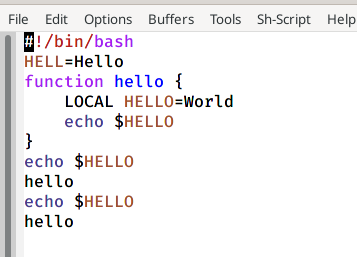 File Edit Options Buffers Tools Sh-Script Help
#!/bin/bash
HELL=Hello
function hello {
    LOCAL HELLO=World
    echo $HELLO
}
echo $HELLO
hello
echo $HELLO
hello